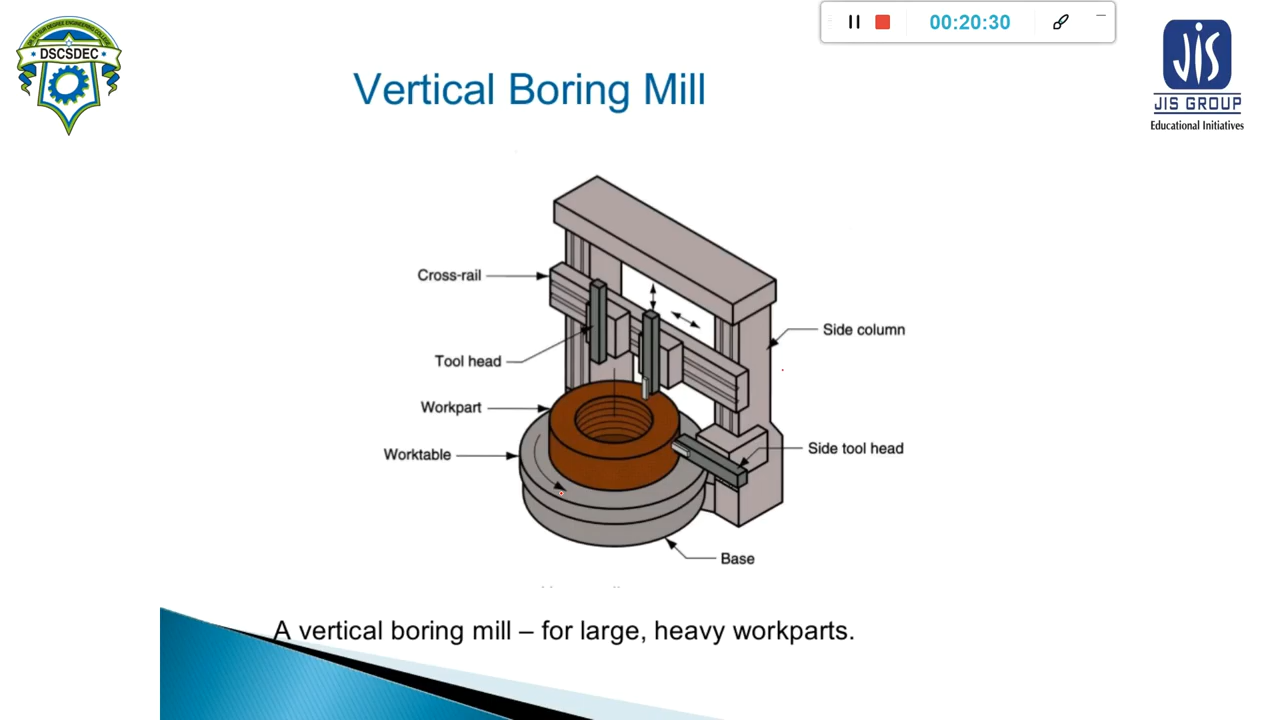 00:20:30
DSCSDEC
JIS
JIS GROUP
Educational Initiatives
Vertical Boring Mill
Cross-rail
Side column
Tool head
Workpart
Side tool head
Worktable
Base
A vertical boring mill – for large, heavy workparts.